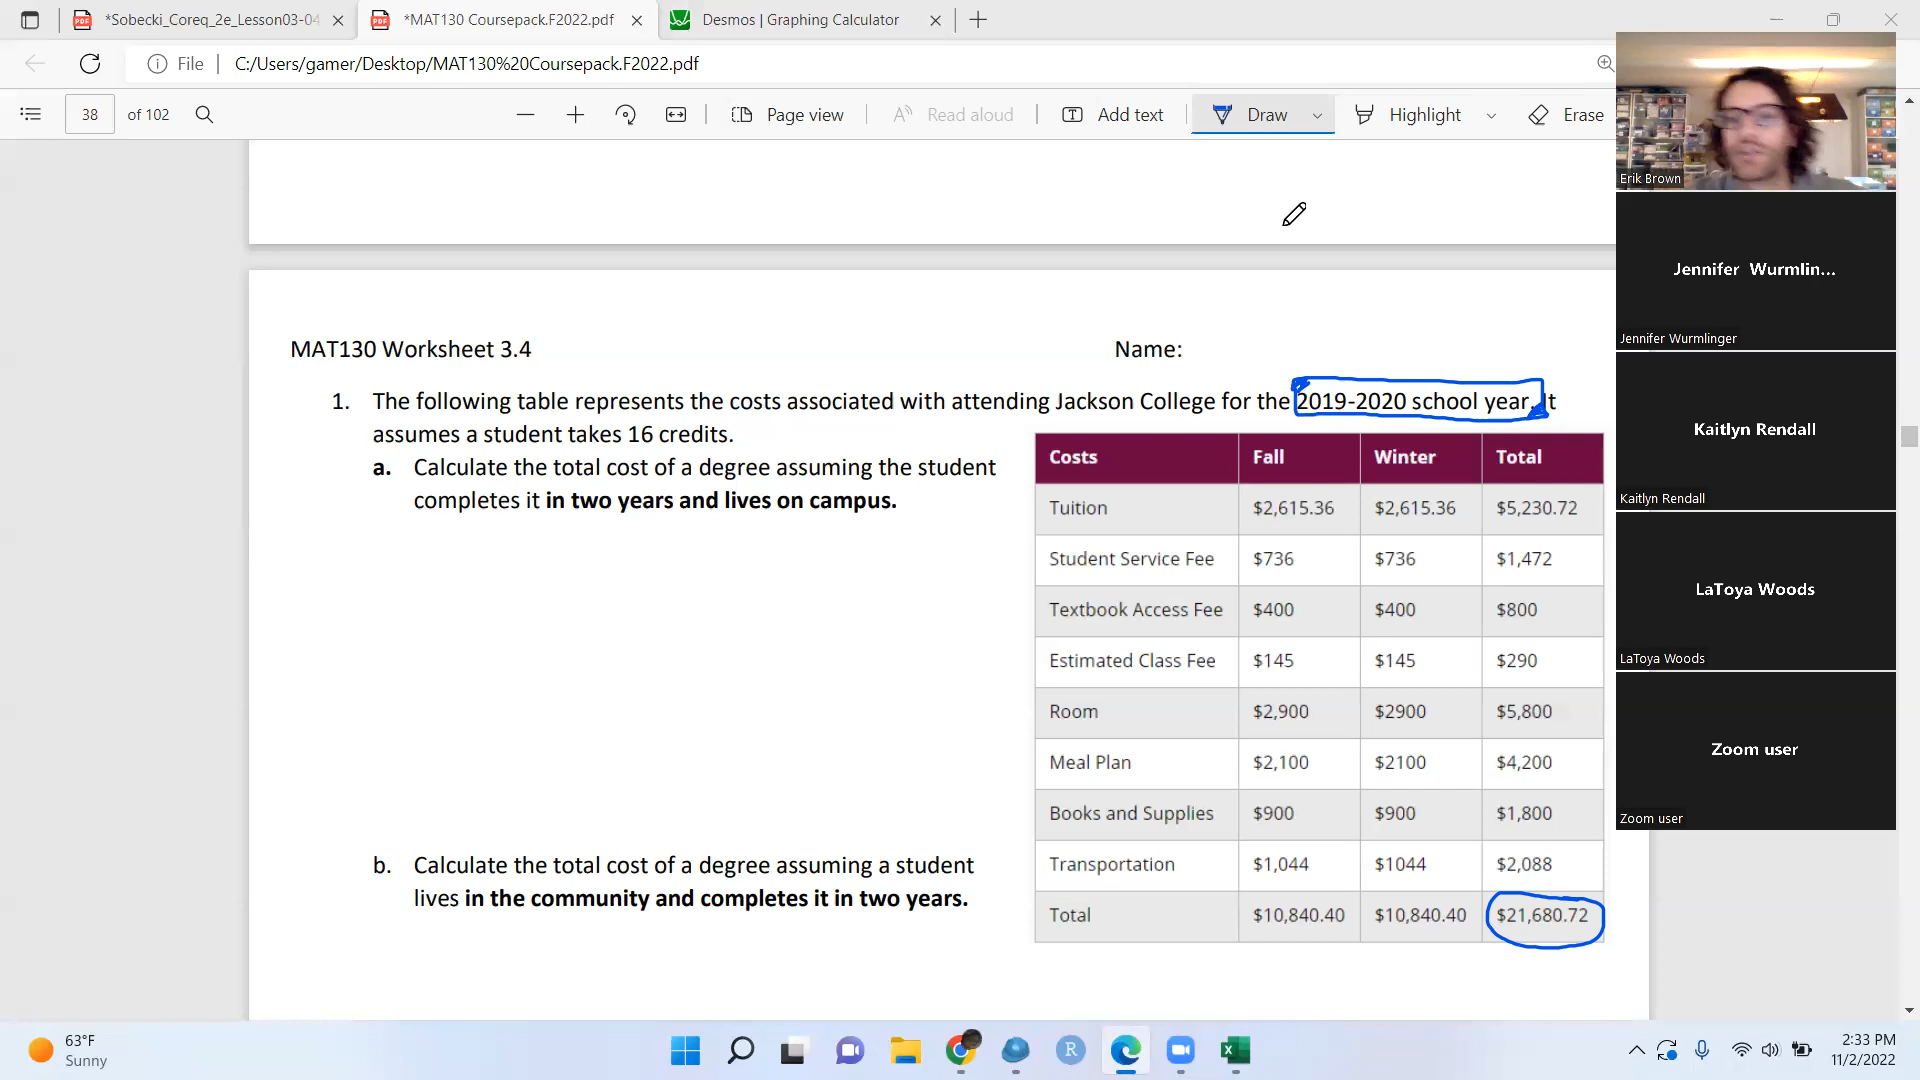 *Sobecki_Coreq_2e_Lesson03-04
*MAT130 Coursepack.F2022.pdf
Desmos | Graphing Calculator
File
C:/Users/gamer/Desktop/MAT130%20Coursepack.F2022.pdf
38 of 102
Page view
Read aloud
Add text
Draw
Highlight
Erase
Erik Brown
Jennifer Wurmlin...
Jennifer Wurmlinger
Kaitlyn Rendall
Kaitlyn Rendall
LaToya Woods
LaToya Woods
Zoom user
Zoom user
MAT130 Worksheet 3.4 Name:
1. The following table represents the costs associated with attending Jackson College for the 2019-2020 school year. It
assumes a student takes 16 credits.
a. Calculate the total cost of a degree assuming the student
completes it in two years and lives on campus.
b. Calculate the total cost of a degree assuming a student
lives in the community and completes it in two years.
Costs Fall Winter Total
Tuition $2,615.36 $2,615.36 $5,230.72
Student Service Fee $736 $736 $1,472
Textbook Access Fee $400 $400 $800
Estimated Class Fee $145 $145 $290
Room $2,900 $2900 $5,800
Meal Plan $2,100 $2100 $4,200
Books and Supplies $900 $900 $1,800
Transportation $1,044 $1044 $2,088
Total $10,840.40 $10,840.40 $21,680.72
63°F
Sunny
2:33 PM
11/2/2022